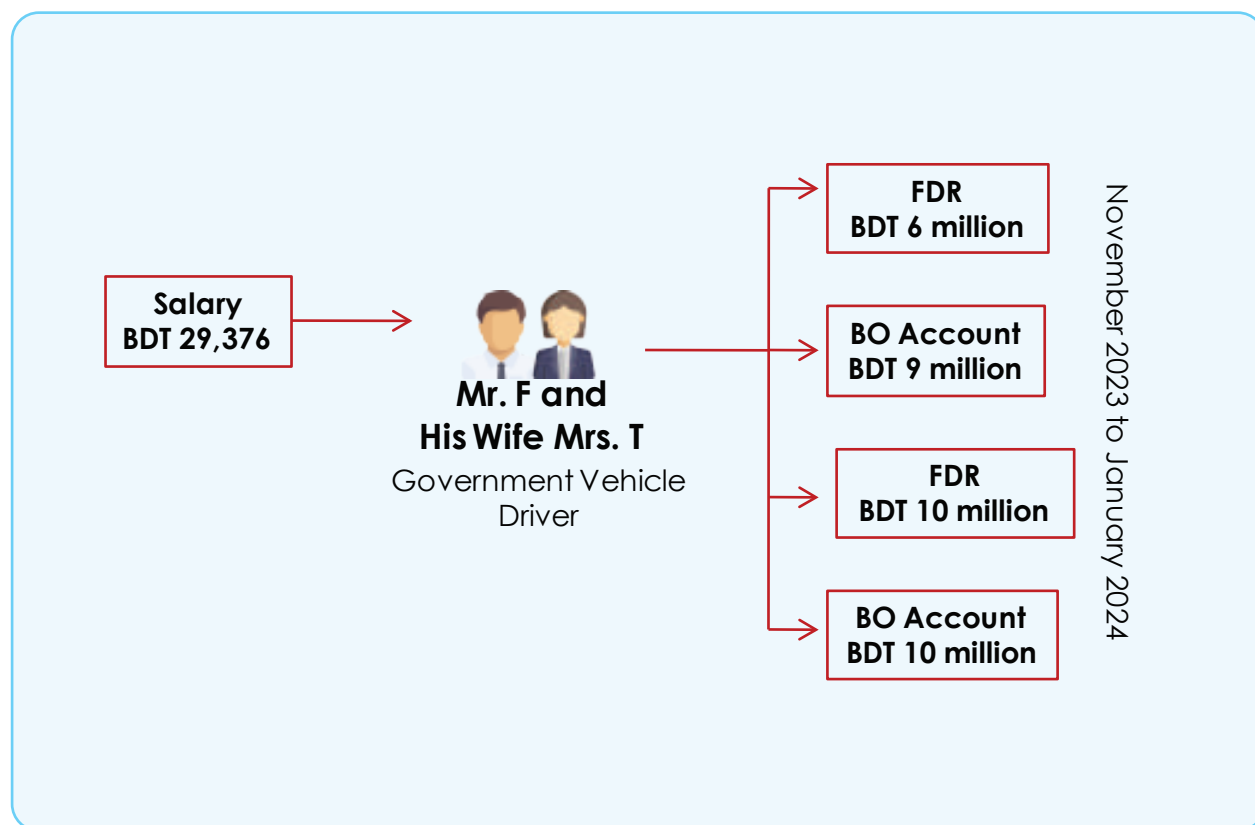 Salary
BDT 29,376
Mr. F and
His Wife Mrs. T
Government Vehicle
Driver
FDR
BDT 6 million
BO Account
BDT 9 million
FDR
BDT 10 million
BO Account
BDT 10 million
November 2023 to January 2024